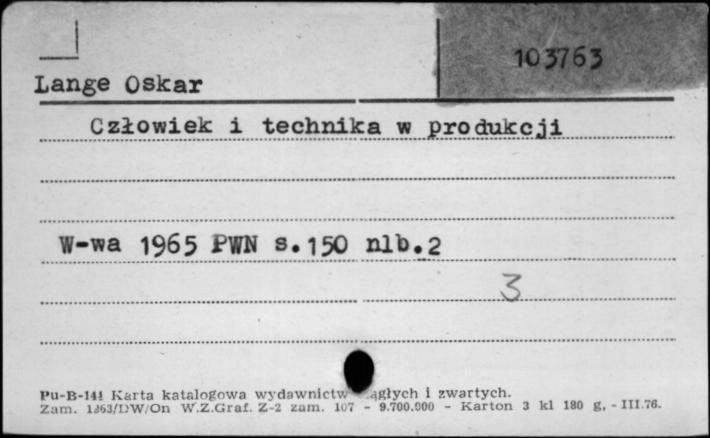 103763
Lange Oskar
Człowiek i technika w produkcji
W-wa 1965 PWN s.150 nlb.2
3
Pu-B-144 Karta katalogowa wydawnictw ągłych i zwartych.
Zam. 1363/DW/On W.Z.Graf. Z-2 zam. 107 - 9.700.000 - Karton 3 kl 180 g. - III.76.